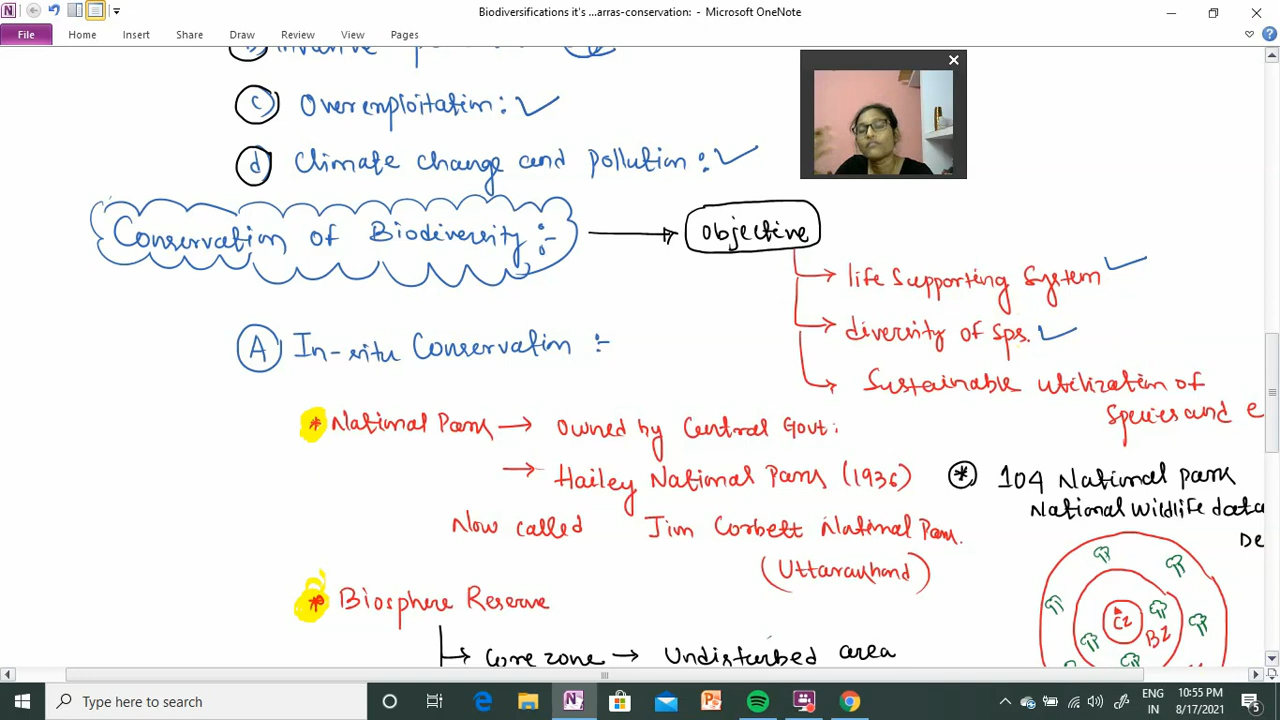 Biodiversifications it's ...arras-conservation: - Microsoft OneNote
File Home Insert Share Draw Review View Pages
c) Overexploitation:
d) Climate change and pollution:
Conservation of Biodiversity :- Objective
life Supporting System
diversity of Sps.
Sustainable utilization of
Species and e
A In-situ Conservation :-
* National Park → Owned by Central Govt:
→ Hailey National Park (1936)
Now called Jim Corbett National Par.
(Uttarakhand)
* 104 National park
National Wildlife data
De
CZ
BZ
* Biosphere Reserve
→ Core zone → Undisturbed area
Type here to search
ENG
IN
10:55 PM
8/17/2021
5